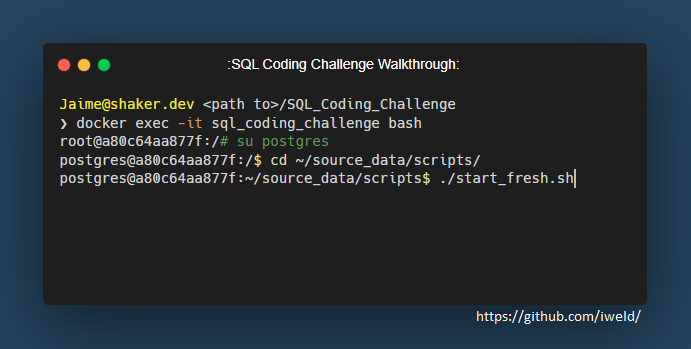 :SQL Coding Challenge Walkthrough:
Jaime@shaker.dev <path to>/SQL_Coding_Challenge
❯ docker exec -it sql_coding_challenge bash
root@a80c64aa877f:/# su postgres
postgres@a80c64aa877f:/$ cd ~/source_data/scripts/
postgres@a80c64aa877f:~/source_data/scripts$ ./start_fresh.sh
https://github.com/iweld/